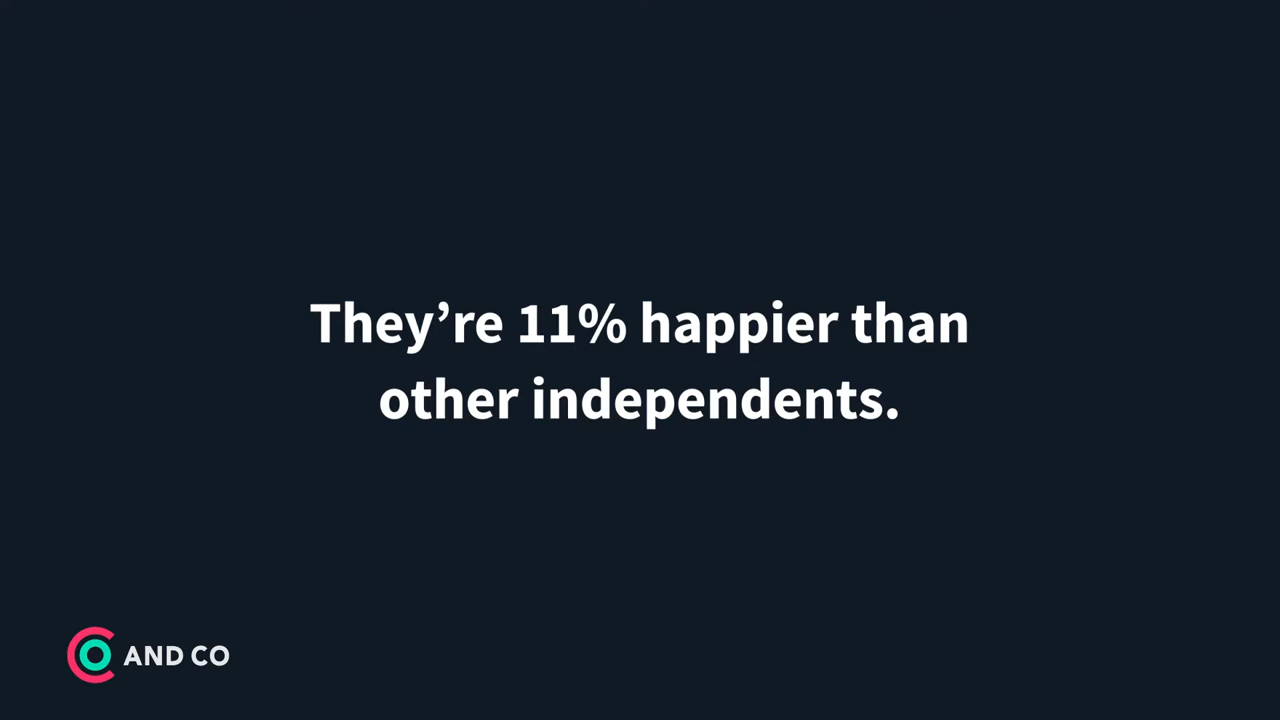 They’re 11% happier than
other independents.
AND CO